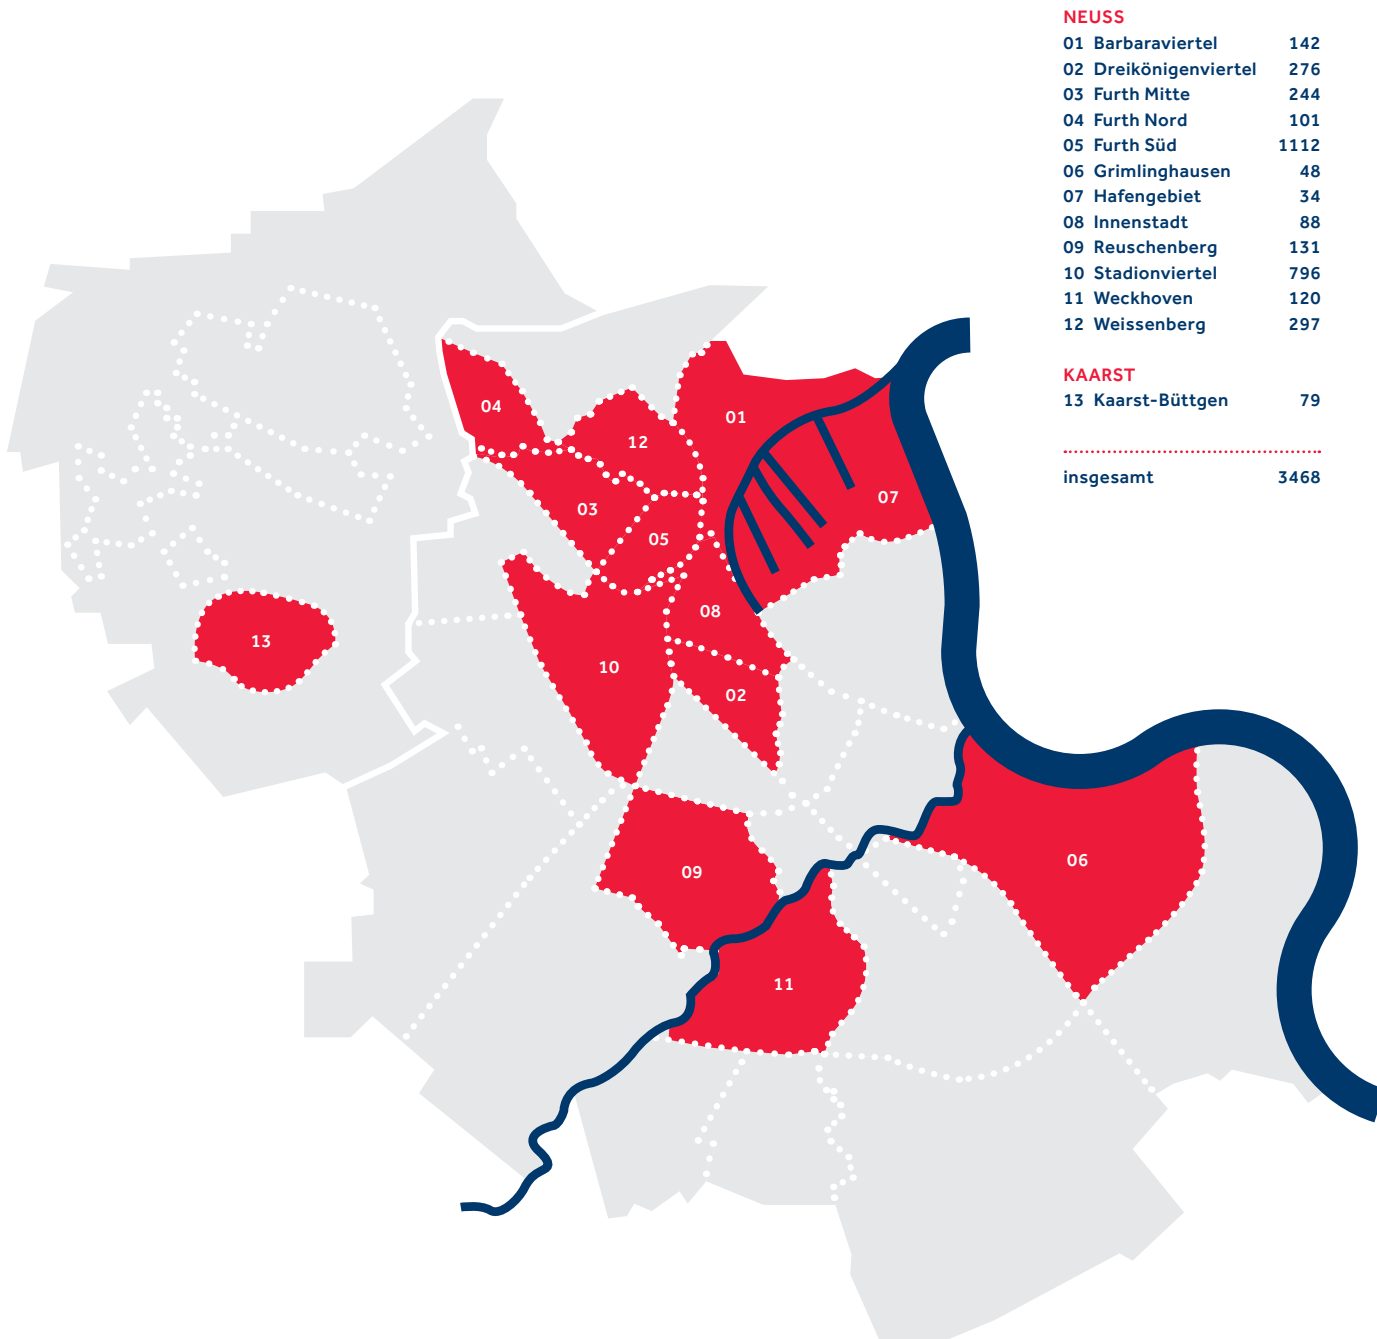 NEUSS
01 Barbaraviertel 142
02 Dreikönigenviertel 276
03 Furth Mitte 244
04 Furth Nord 101
05 Furth Süd 1112
06 Grimlinghausen 48
07 Hafengebiet 34
08 Innenstadt 88
09 Reuschenberg 131
10 Stadionviertel 796
11 Weckhoven 120
12 Weissenberg 297
KAARST
13 Kaarst-Büttgen 79
insgesamt 3468
04
01
12
07
03
05
08
13
10
02
06
09
11